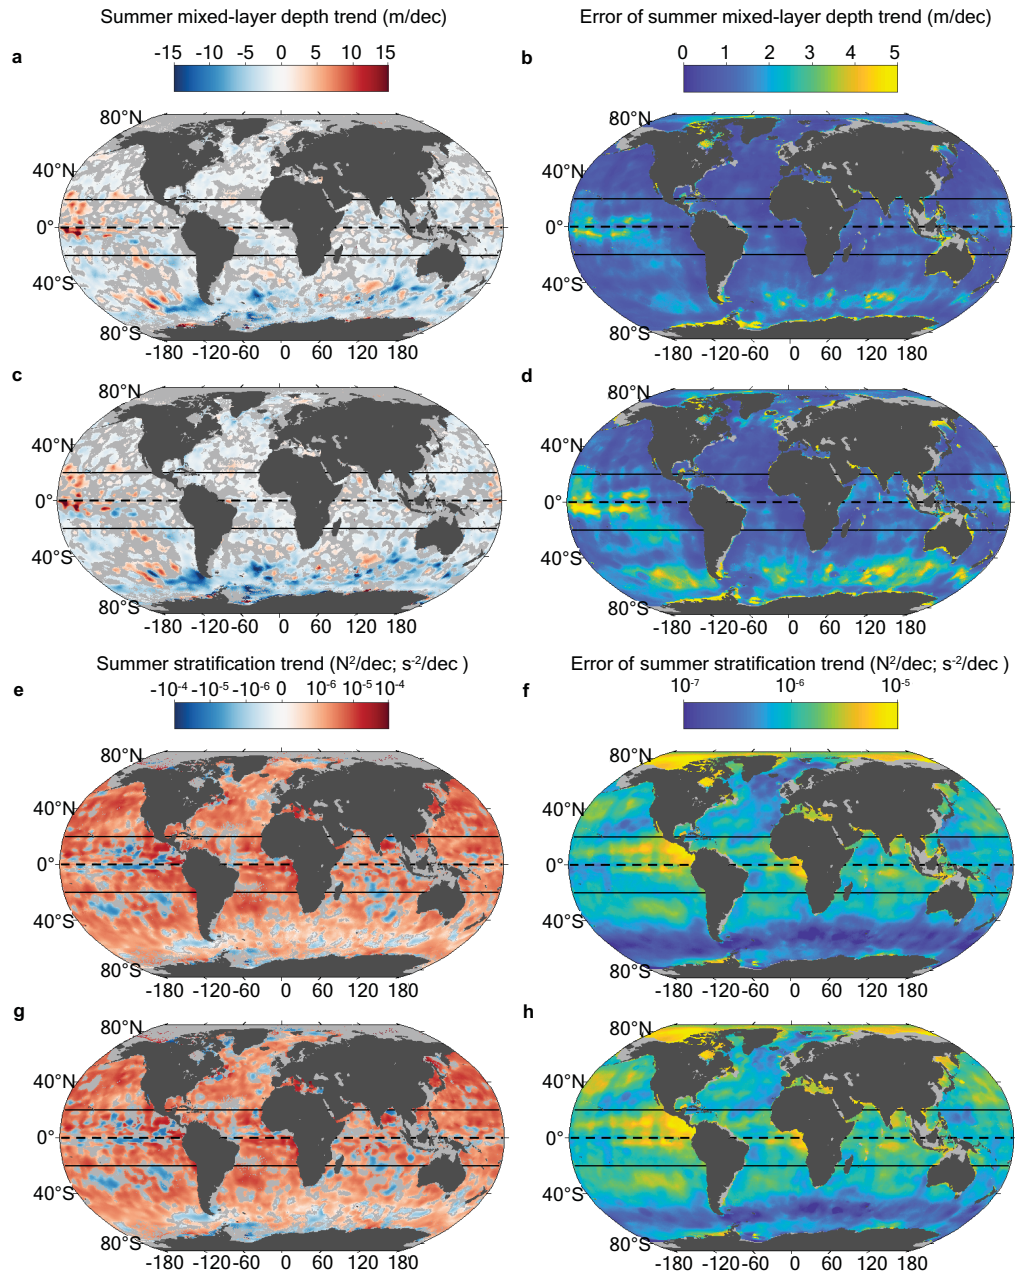 Summer mixed-layer depth trend (m/dec)
Error of summer mixed-layer depth trend (m/dec)
a
-15 -10 -5 0 5 10 15
b
0 1 2 3 4 5
80°N
40°N
0°
40°S
80°S
-180 -120 -60 0 60 120 180
80°N
40°N
0°
40°S
80°S
-180 -120 -60 0 60 120 180
c
80°N
40°N
0°
40°S
80°S
-180 -120 -60 0 60 120 180
d
80°N
40°N
0°
40°S
80°S
-180 -120 -60 0 60 120 180
Summer stratification trend (N²/dec; s⁻²/dec )
Error of summer stratification trend (N²/dec; s⁻²/dec )
e
-10⁻⁴ -10⁻⁵ -10⁻⁶ 0 10⁻⁶ 10⁻⁵ 10⁻⁴
f
10⁻⁷ 10⁻⁶ 10⁻⁵
80°N
40°N
0°
40°S
80°S
-180 -120 -60 0 60 120 180
80°N
40°N
0°
40°S
80°S
-180 -120 -60 0 60 120 180
g
80°N
40°N
0°
40°S
80°S
-180 -120 -60 0 60 120 180
h
80°N
40°N
0°
40°S
80°S
-180 -120 -60 0 60 120 180